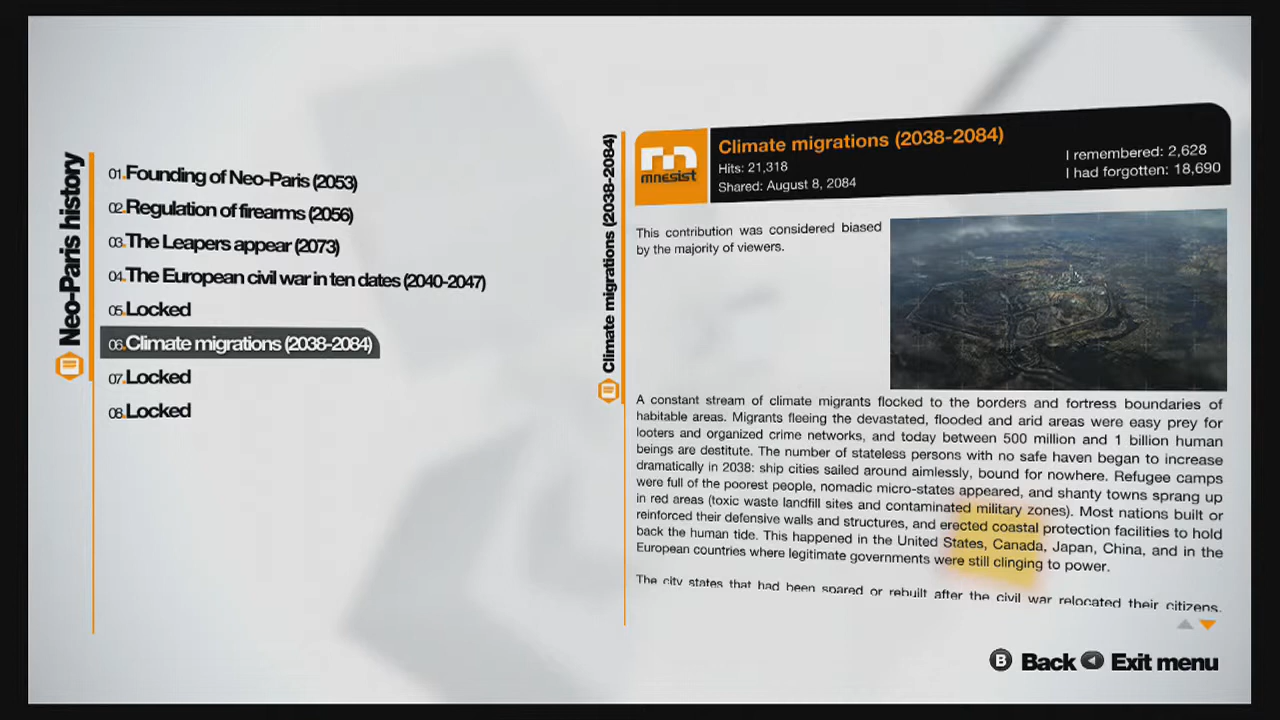 Neo-Paris history
01.Founding of Neo-Paris (2053)
02.Regulation of firearms (2056)
03.The Leapers appear (2073)
04.The European civil war in ten dates (2040-2047)
05.Locked
06.Climate migrations (2038-2084)
07.Locked
08.Locked
Climate migrations (2038-2084)
mnesist
Climate migrations (2038-2084)
Hits: 21,318
Shared: August 8, 2084
I remembered: 2,628
I had forgotten: 18,690
This contribution was considered biased
by the majority of viewers.
A constant stream of climate migrants flocked to the borders and fortress boundaries of
habitable areas. Migrants fleeing the devastated, flooded and arid areas were easy prey for
looters and organized crime networks, and today between 500 million and 1 billion human
beings are destitute. The number of stateless persons with no safe haven began to increase
dramatically in 2038: ship cities sailed around aimlessly, bound for nowhere. Refugee camps
were full of the poorest people, nomadic micro-states appeared, and shanty towns sprang up
in red areas (toxic waste landfill sites and contaminated military zones). Most nations built or
reinforced their defensive walls and structures, and erected coastal protection facilities to hold
back the human tide. This happened in the United States, Canada, Japan, China, and in the
European countries where legitimate governments were still clinging to power.
The city states that had been spared or rebuilt after the civil war relocated their citizens.
B Back Exit menu